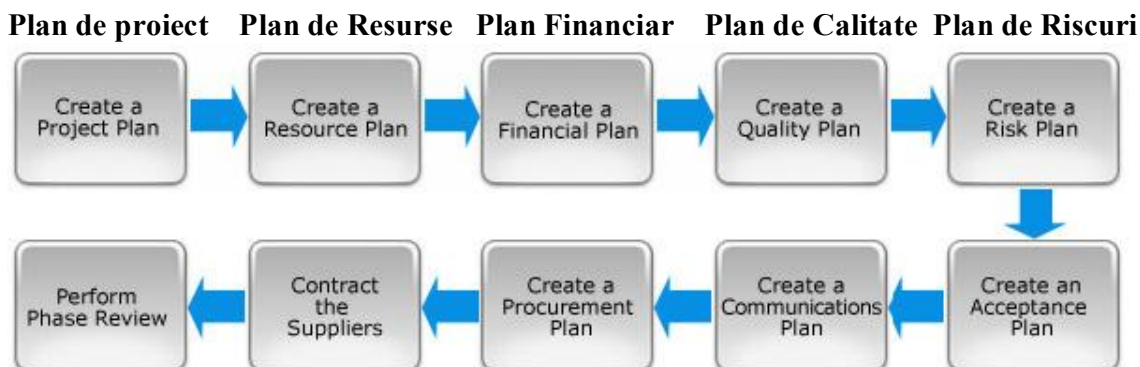 Plan de proiect Plan de Resurse Plan Financiar Plan de Calitate Plan de Riscuri
Create a
Project Plan
Create a
Resource Plan
Create a
Financial Plan
Create a
Quality Plan
Create a
Risk Plan
Create an
Acceptance
Plan
Create a
Communications
Plan
Create a
Procurement
Plan
Contract
the
Suppliers
Perform
Phase Review